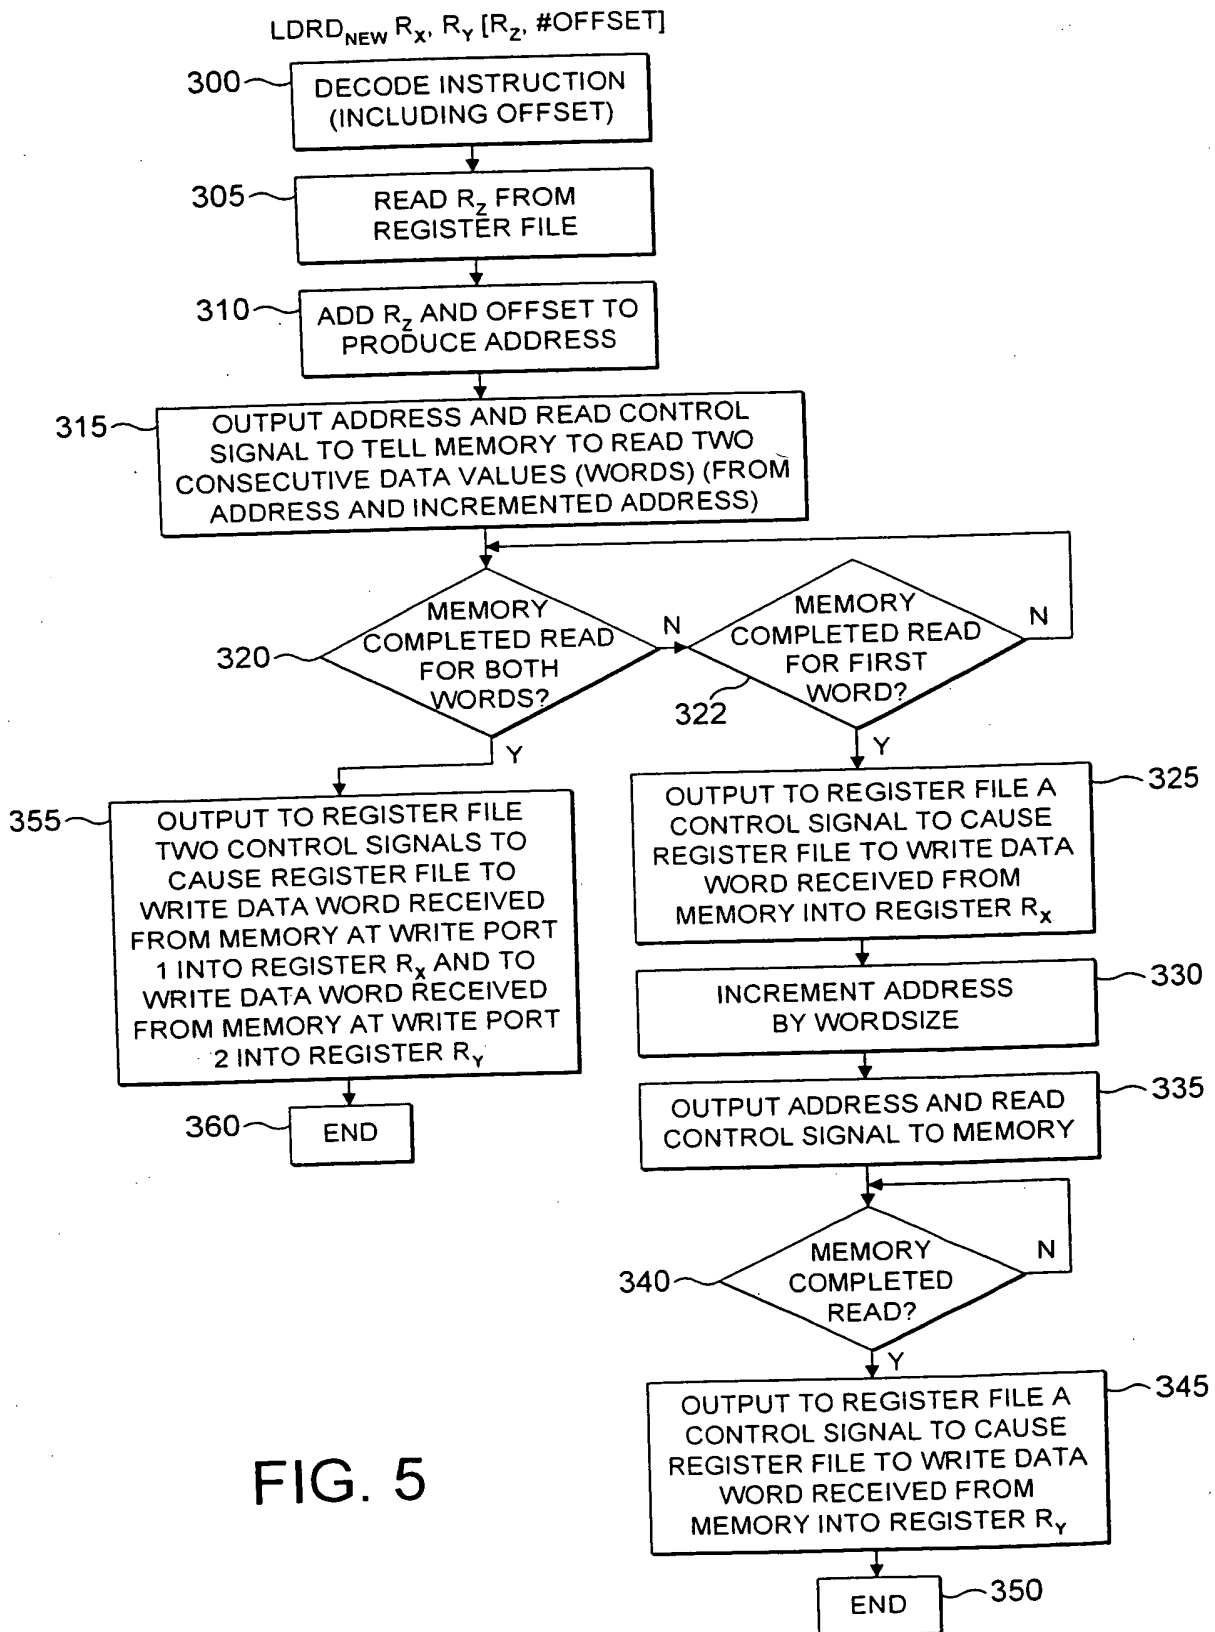 LDRD_NEW R_X, R_Y [R_Z, #OFFSET]
300
DECODE INSTRUCTION
(INCLUDING OFFSET)
305
READ R_Z FROM
REGISTER FILE
310
ADD R_Z AND OFFSET TO
PRODUCE ADDRESS
315
OUTPUT ADDRESS AND READ CONTROL
SIGNAL TO TELL MEMORY TO READ TWO
CONSECUTIVE DATA VALUES (WORDS) (FROM
ADDRESS AND INCREMENTED ADDRESS)
320
MEMORY
COMPLETED READ
FOR BOTH
WORDS?
N
Y
322
MEMORY
COMPLETED READ
FOR FIRST
WORD?
N
Y
355
OUTPUT TO REGISTER FILE
TWO CONTROL SIGNALS TO
CAUSE REGISTER FILE TO
WRITE DATA WORD RECEIVED
FROM MEMORY AT WRITE PORT
1 INTO REGISTER R_X AND TO
WRITE DATA WORD RECEIVED
FROM MEMORY AT WRITE PORT
2 INTO REGISTER R_Y
360
END
325
OUTPUT TO REGISTER FILE A
CONTROL SIGNAL TO CAUSE
REGISTER FILE TO WRITE DATA
WORD RECEIVED FROM
MEMORY INTO REGISTER R_X
330
INCREMENT ADDRESS
BY WORDSIZE
335
OUTPUT ADDRESS AND READ
CONTROL SIGNAL TO MEMORY
340
MEMORY
COMPLETED
READ?
N
Y
345
OUTPUT TO REGISTER FILE A
CONTROL SIGNAL TO CAUSE
REGISTER FILE TO WRITE DATA
WORD RECEIVED FROM
MEMORY INTO REGISTER R_Y
350
END
FIG. 5